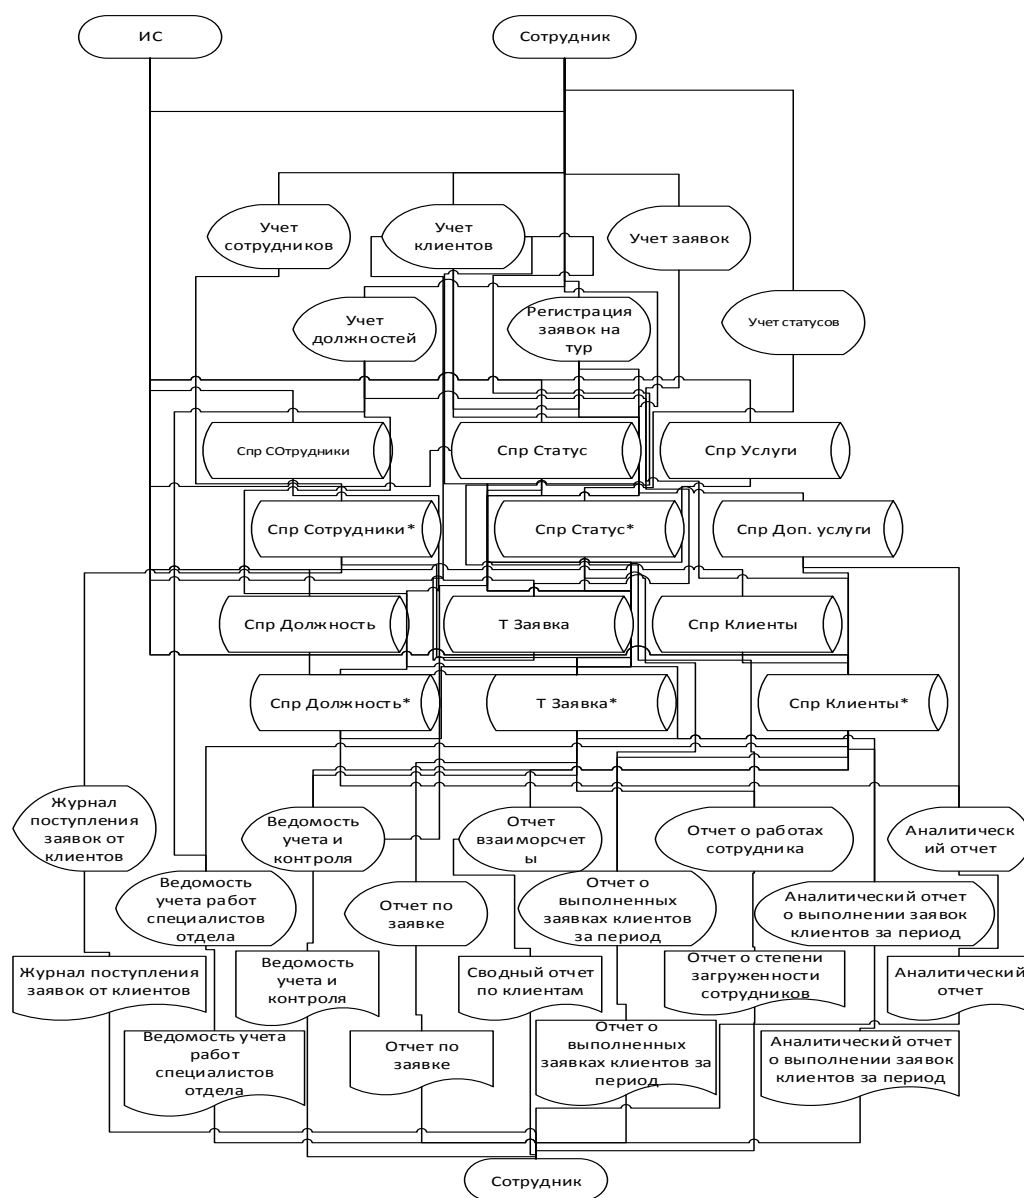 ИС
Сотрудник
Учет
сотрудников
Учет
клиентов
Учет заявок
Учет
должностей
Регистрация
заявок на
тур
Учет статусов
Спр СОтрудники
Спр Статус
Спр Услуги
Спр Сотрудники*
Спр Статус*
Спр Доп. услуги
Спр Должность
Т Заявка
Спр Клиенты
Спр Должность*
Т Заявка*
Спр Клиенты*
Журнал
поступления
заявок от
клиентов
Ведомость
учета и
контроля
Отчет
взаиморсчет
ы
Отчет о работах
сотрудника
Аналитическ
ий отчет
Ведомость
учета работ
специалистов
отдела
Отчет по
заявке
Отчет о
выполненных
заявках клиентов
за период
Аналитический отчет
о выполнении заявок
клиентов за период
Журнал поступления
заявок от клиентов
Ведомость
учета и
контроля
Сводный отчет
по клиентам
Отчет о степени
загруженности
сотрудников
Аналитический
отчет
Ведомость учета
работ
специалистов
отдела
Отчет по
заявке
Отчет о
выполненных
заявках клиентов за
период
Аналитический отчет
о выполнении заявок
клиентов за период
Сотрудник